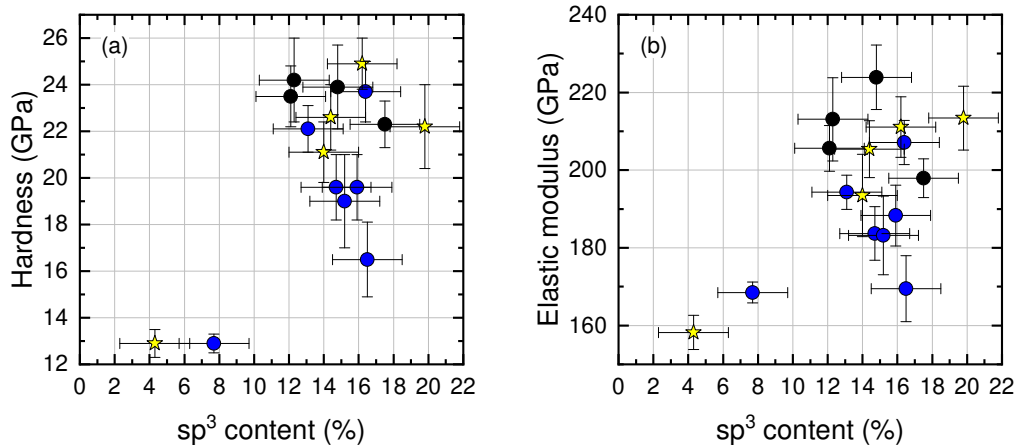 (a)
Hardness (GPa)
26
24
22
20
18
16
14
12
0 2 4 6 8 10 12 14 16 18 20 22
sp³ content (%)
(b)
Elastic modulus (GPa)
240
220
200
180
160
0 2 4 6 8 10 12 14 16 18 20 22
sp³ content (%)